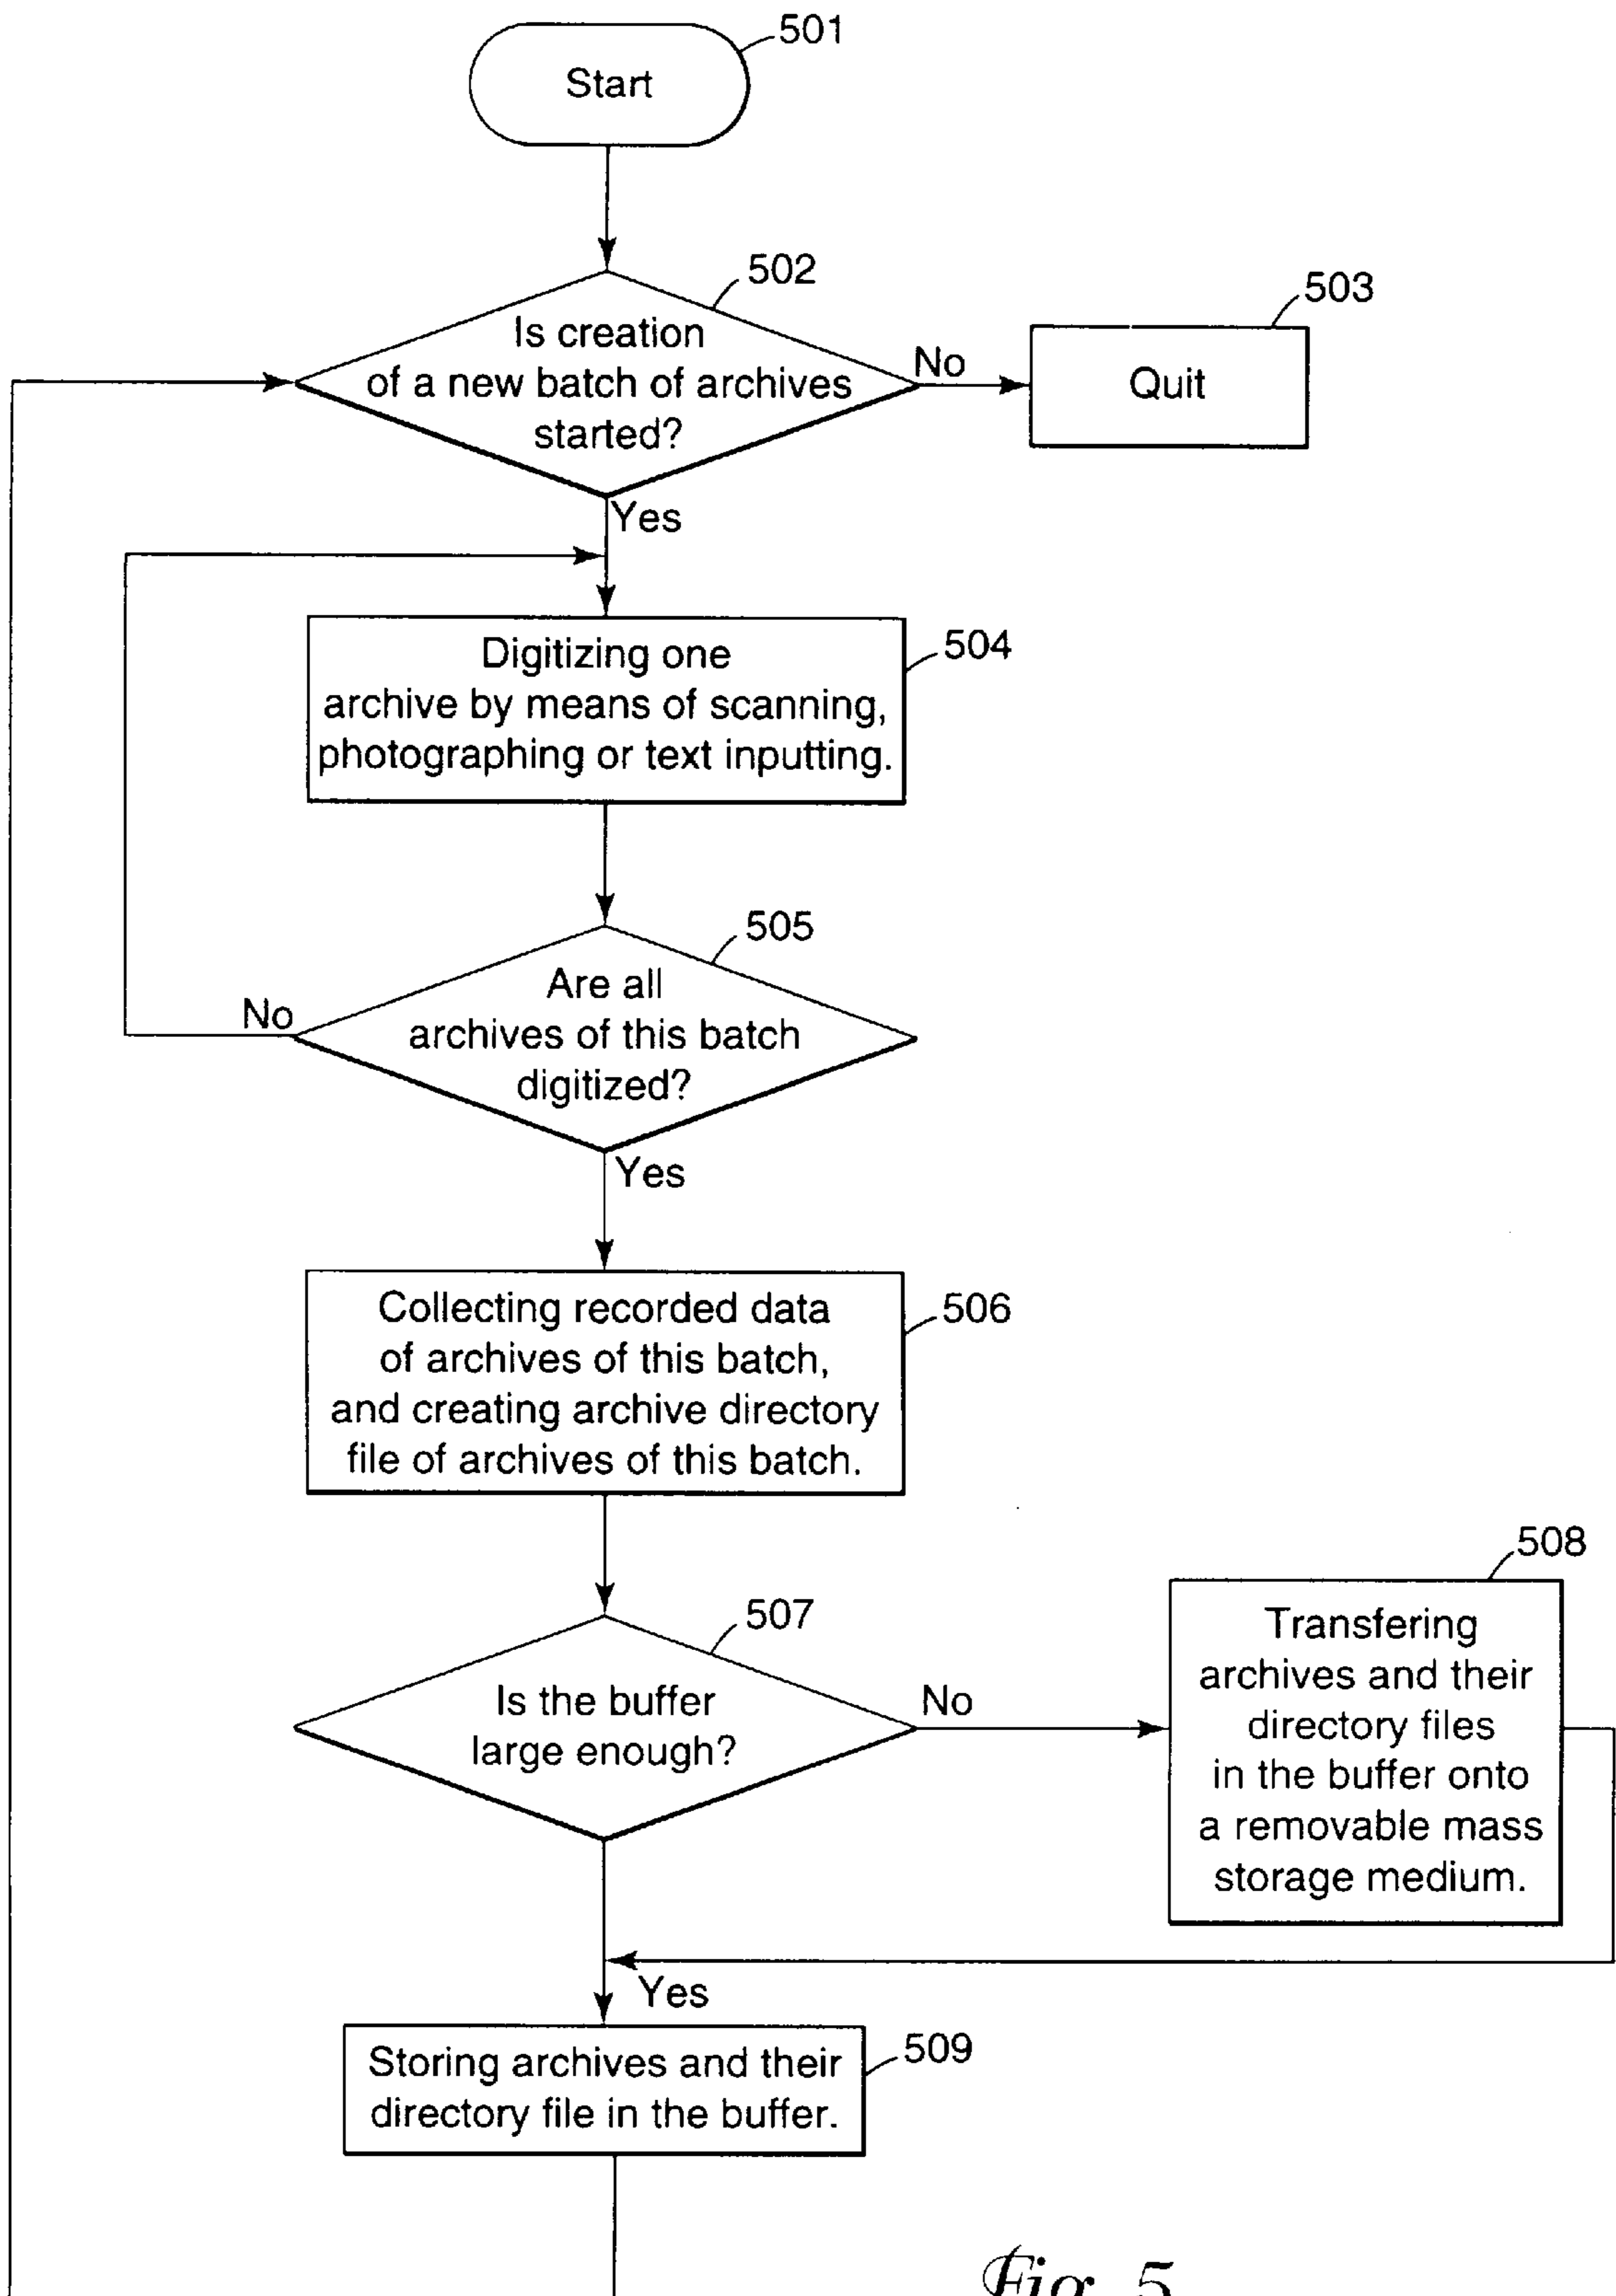 501
Start
502
Is creation
of a new batch of archives
started?
No
503
Quit
Yes
504
Digitizing one
archive by means of scanning,
photographing or text inputting.
505
Are all
archives of this batch
digitized?
No
Yes
506
Collecting recorded data
of archives of this batch,
and creating archive directory
file of archives of this batch.
507
Is the buffer
large enough?
No
508
Transfering
archives and their
directory files
in the buffer onto
a removable mass
storage medium.
Yes
509
Storing archives and their
directory file in the buffer.
Fig. 5